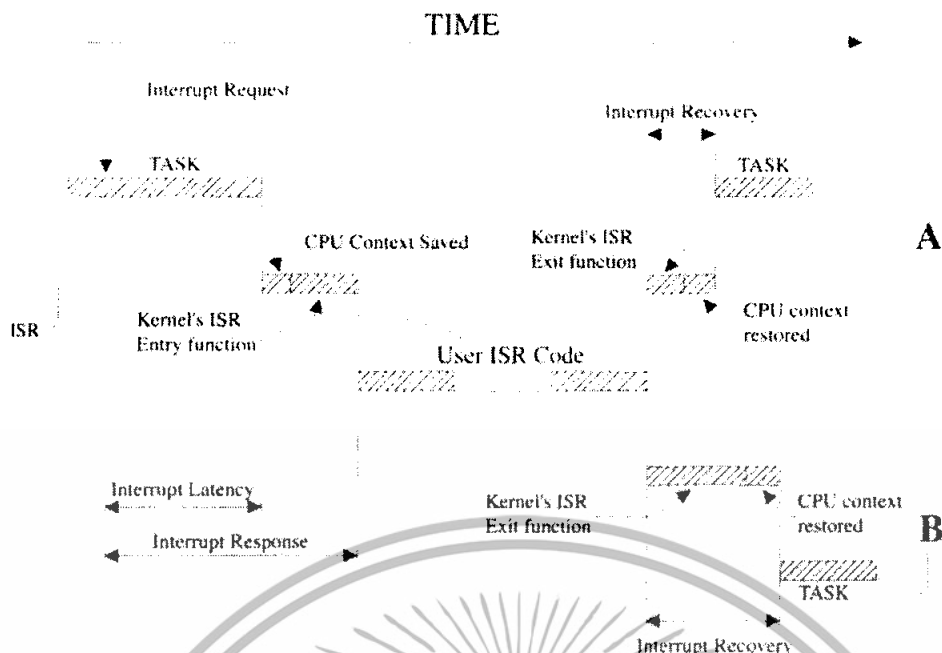 TIME
Interrupt Request
Interrupt Recovery
TASK
TASK
A
CPU Context Saved
Kernel's ISR
Exit function
ISR
Kernel's ISR
Entry function
CPU context
restored
User ISR Code
Interrupt Latency
Kernel's ISR
Exit function
CPU context
restored
B
Interrupt Response
TASK
Interrupt Recovery